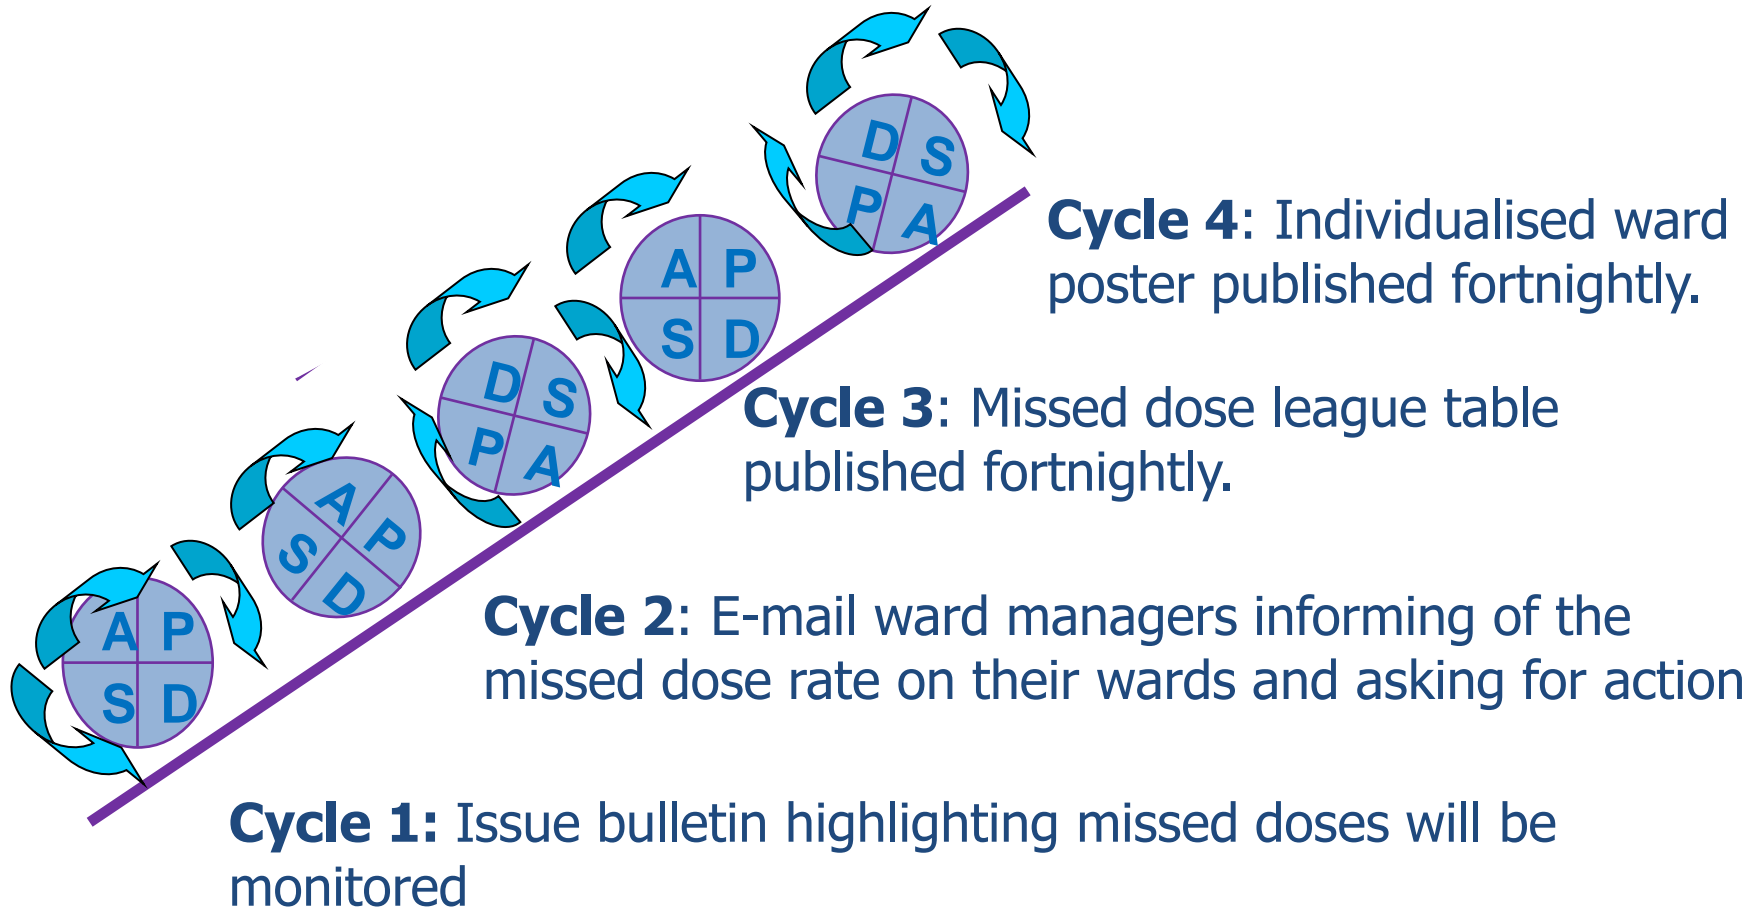 D S
P A
Cycle 4: Individualised ward
poster published fortnightly.
A P
S D
D S
P A
Cycle 3: Missed dose league table
published fortnightly.
A P
S D
Cycle 2: E-mail ward managers informing of the
missed dose rate on their wards and asking for action
A P
S D
Cycle 1: Issue bulletin highlighting missed doses will be
monitored